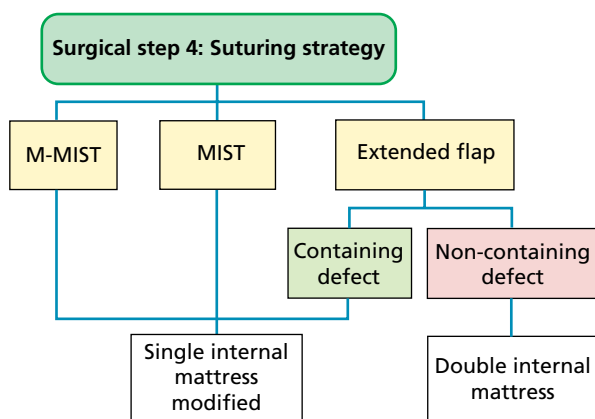 Surgical step 4: Suturing strategy
M-MIST
MIST
Extended flap
Containing
defect
Non-containing
defect
Single internal
mattress
modified
Double internal
mattress